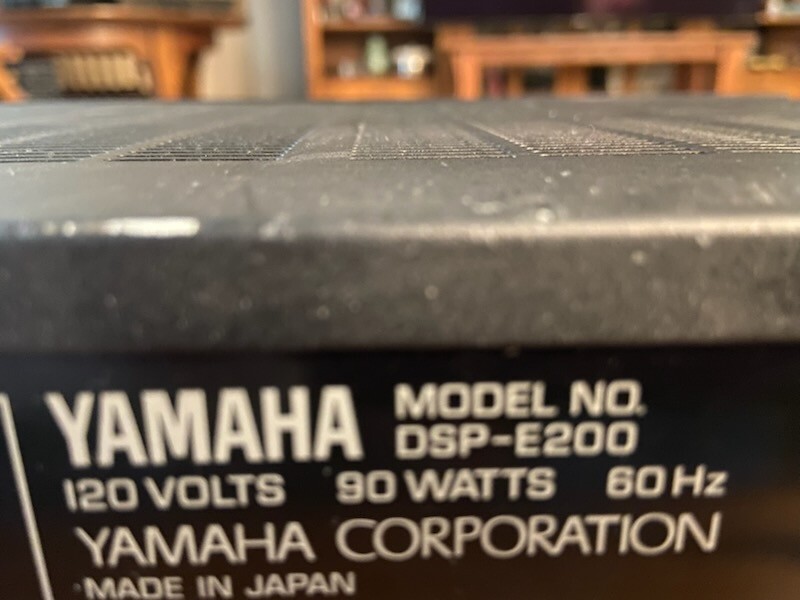 YAMAHA MODEL NO.
DSP-E200
120 VOLTS 90 WATTS 60 Hz
YAMAHA CORPORATION
MADE IN JAPAN